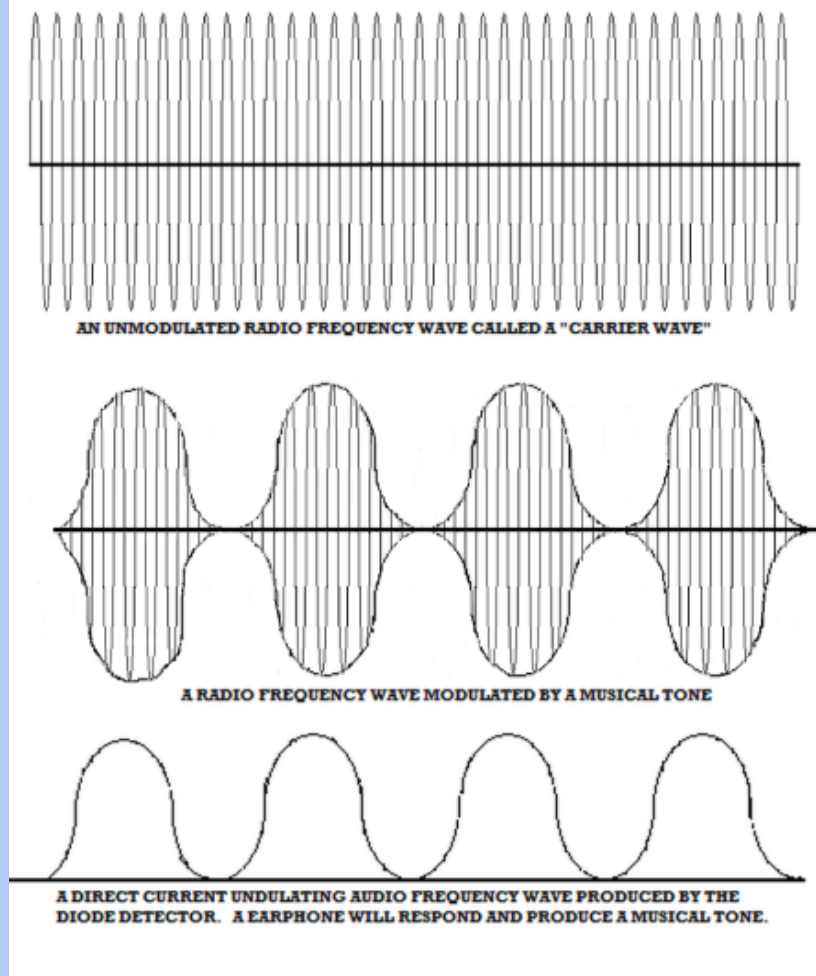 AN UNMODULATED RADIO FREQUENCY WAVE CALLED A "CARRIER WAVE"
A RADIO FREQUENCY WAVE MODULATED BY A MUSICAL TONE
A DIRECT CURRENT UNDULATING AUDIO FREQUENCY WAVE PRODUCED BY THE
DIODE DETECTOR. A EARPHONE WILL RESPOND AND PRODUCE A MUSICAL TONE.